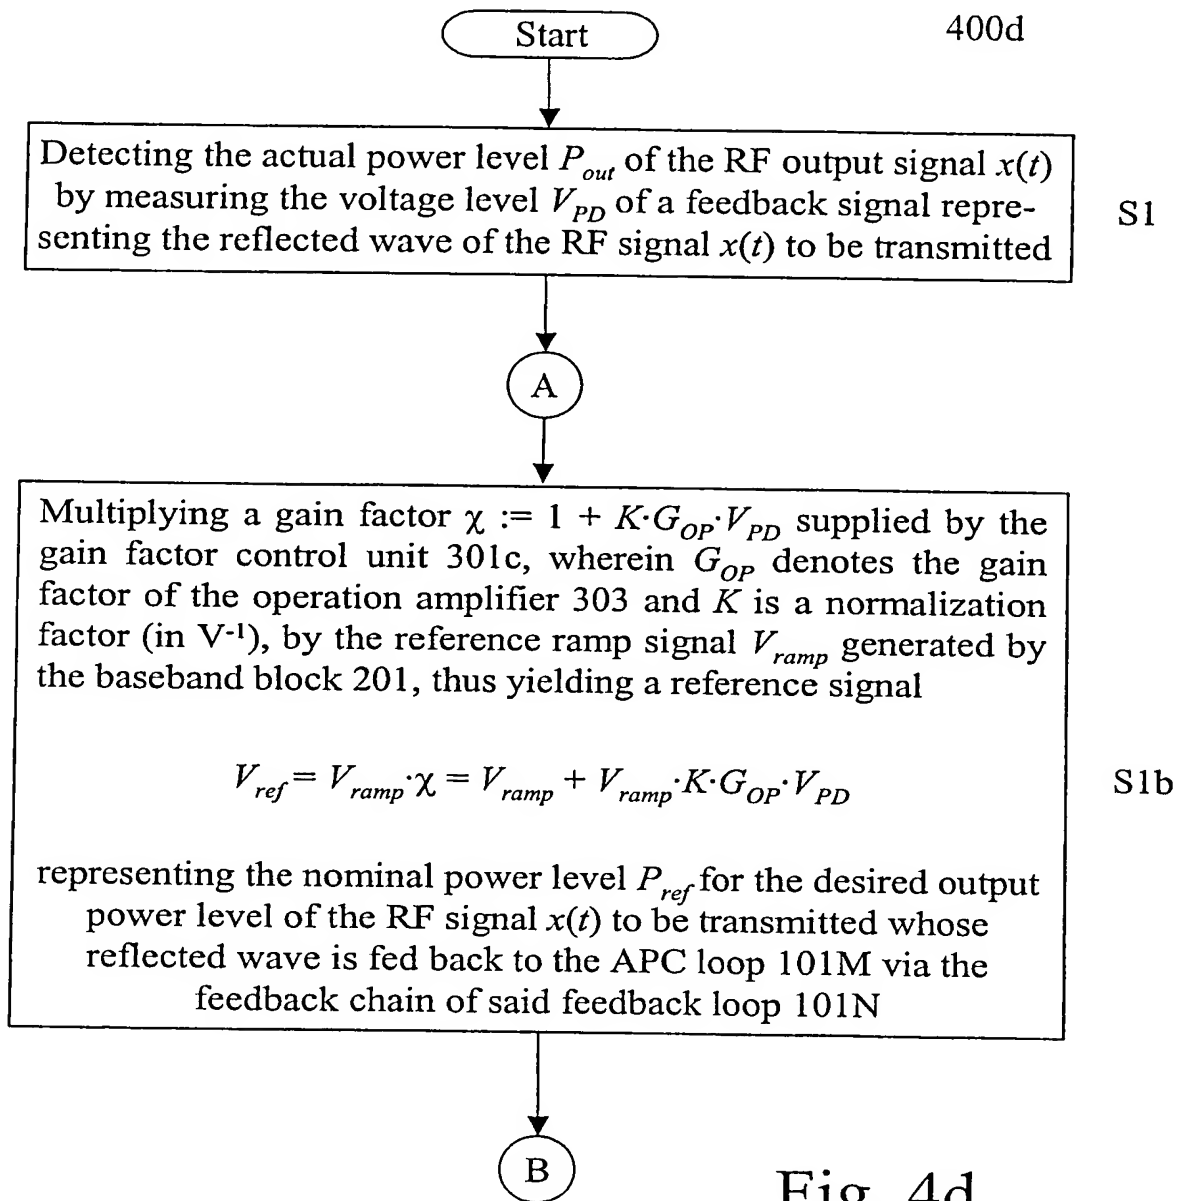 Start
400d
Detecting the actual power level P_out of the RF output signal x(t)
by measuring the voltage level V_PD of a feedback signal repre-
senting the reflected wave of the RF signal x(t) to be transmitted
S1
A
Multiplying a gain factor χ := 1 + K·G_OP·V_PD supplied by the
gain factor control unit 301c, wherein G_OP denotes the gain
factor of the operation amplifier 303 and K is a normalization
factor (in V⁻¹), by the reference ramp signal V_ramp generated by
the baseband block 201, thus yielding a reference signal
V_ref = V_ramp·χ = V_ramp + V_ramp·K·G_OP·V_PD
S1b
representing the nominal power level P_ref for the desired output
power level of the RF signal x(t) to be transmitted whose
reflected wave is fed back to the APC loop 101M via the
feedback chain of said feedback loop 101N
B
Fig. 4d